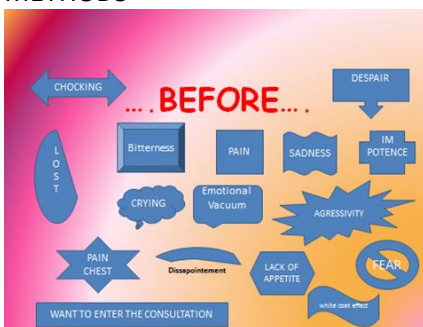 METHODS
CHOCKING
DESPAIR
... .BEFORE... .
LOST
Bitterness
PAIN
SADNESS
IM
POTENCE
CRYING
Emotional
Vacuum
AGRESSIVITY
PAIN
CHEST
Dissapointement
LACK OF
APPETITE
FEAR
WANT TO ENTER THE CONSULTATION
white coat effect